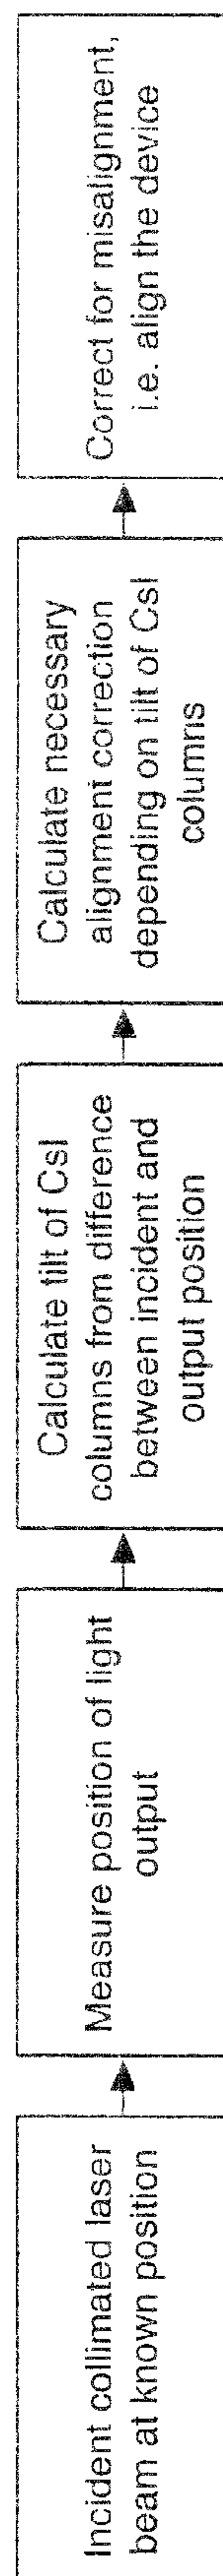 Incident collimated laser
beam at known position
Measure position of light
output
Calculate tilt of CsI
columns from difference
between incident and
output position
Calculate necessary
alignment correction
depending on tilt of CsI
columns
Correct for misalignment,
i.e. align the device